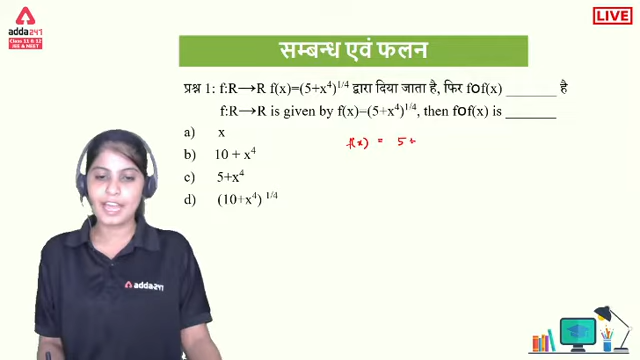 adda247
Class 11 & 12
JEE & NEET
LIVE
सम्बन्ध एवं फलन
प्रश्न 1: f:R⟶R f(x)=(5+x⁴)¹/⁴ द्वारा दिया जाता है, फिर fOf(x) ________ है
f:R⟶R is given by f(x)=(5+x⁴)¹/⁴, then fOf(x) is ________
a) x
b) 10 + x⁴
c) 5+x⁴
d) (10+x⁴) ¹/⁴
f(x) = 5 +
adda247